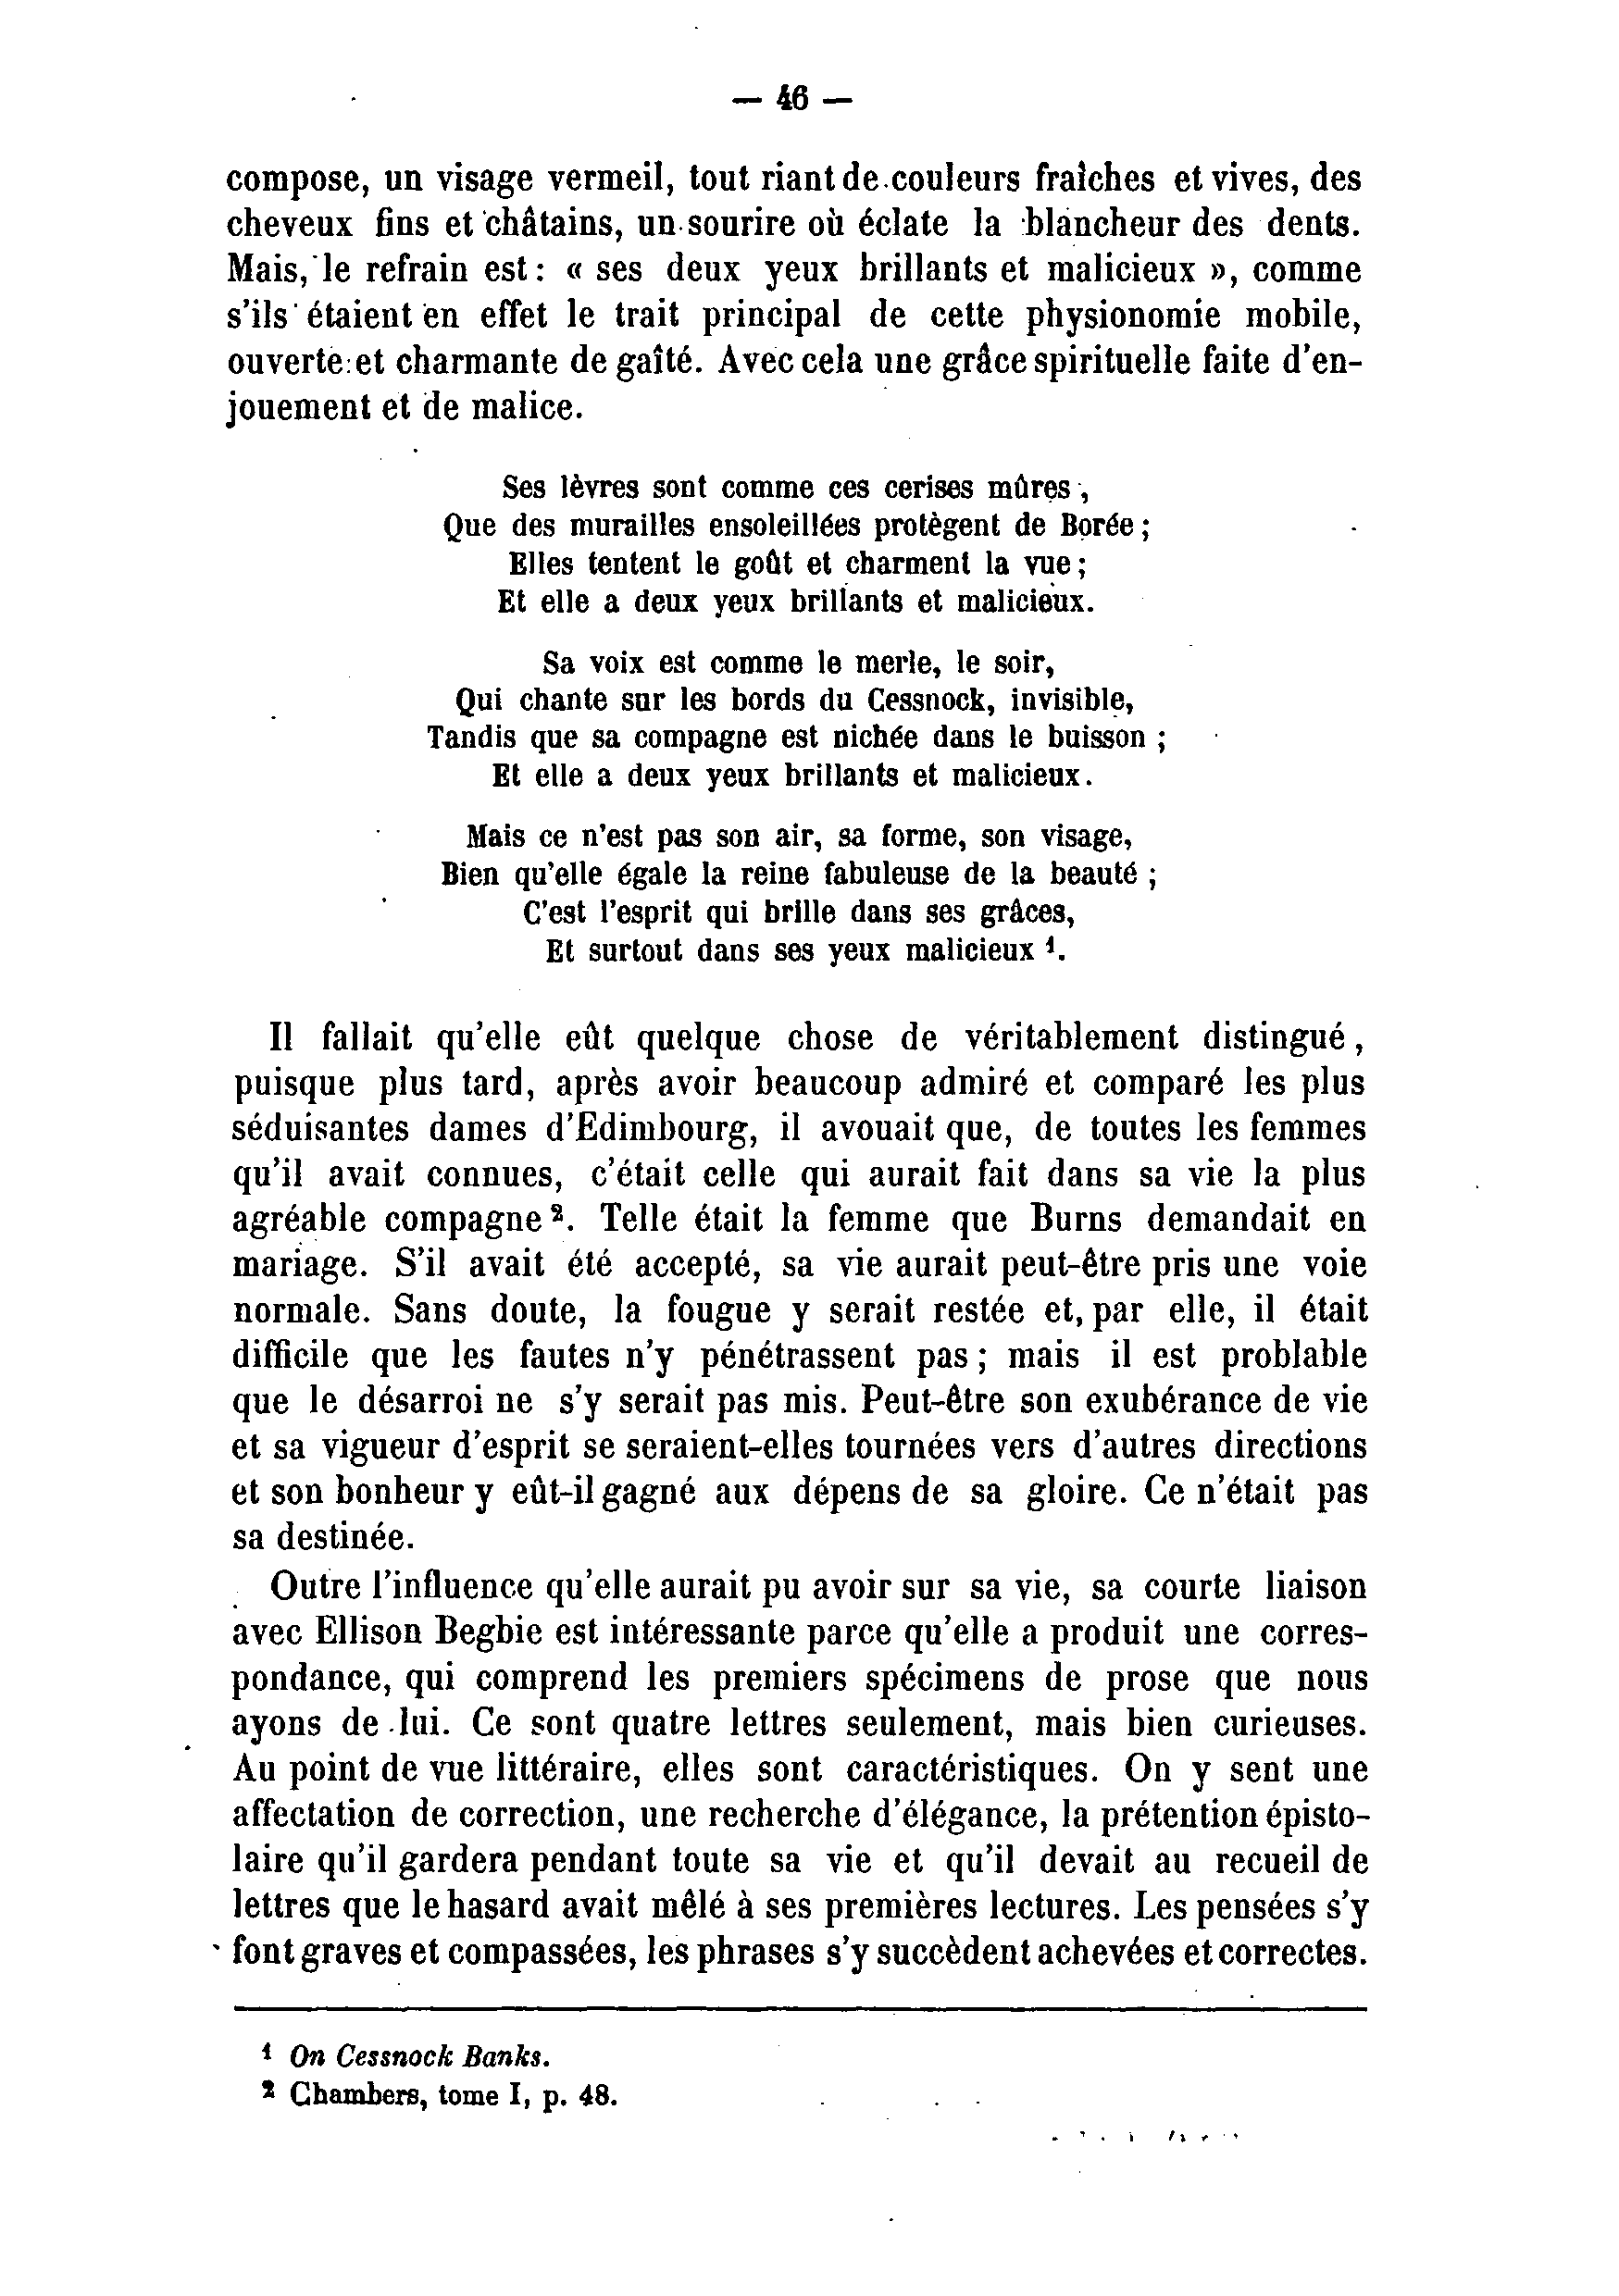 — 46 —
compose, un visage vermeil, tout riant de couleurs fraîches et vives, des
cheveux fins et châtains, un sourire où éclate la blancheur des dents.
Mais, le refrain est : « ses deux yeux brillants et malicieux », comme
s'ils étaient en effet le trait principal de cette physionomie mobile,
ouverte et charmante de gaîté. Avec cela une grâce spirituelle faite d'en-
jouement et de malice.
Ses lèvres sont comme ces cerises mûres,
Que des murailles ensoleillées protègent de Borée ;
Elles tentent le goût et charment la vue ;
Et elle a deux yeux brillants et malicieux.
Sa voix est comme le merle, le soir,
Qui chante sur les bords du Cessnock, invisible,
Tandis que sa compagne est nichée dans le buisson ;
Et elle a deux yeux brillants et malicieux.
Mais ce n'est pas son air, sa forme, son visage,
Bien qu'elle égale la reine fabuleuse de la beauté ;
C'est l'esprit qui brille dans ses grâces,
Et surtout dans ses yeux malicieux ¹.
Il fallait qu'elle eût quelque chose de véritablement distingué,
puisque plus tard, après avoir beaucoup admiré et comparé les plus
séduisantes dames d'Edimbourg, il avouait que, de toutes les femmes
qu'il avait connues, c'était celle qui aurait fait dans sa vie la plus
agréable compagne ². Telle était la femme que Burns demandait en
mariage. S'il avait été accepté, sa vie aurait peut-être pris une voie
normale. Sans doute, la fougue y serait restée et, par elle, il était
difficile que les fautes n'y pénétrassent pas ; mais il est problable
que le désarroi ne s'y serait pas mis. Peut-être son exubérance de vie
et sa vigueur d'esprit se seraient-elles tournées vers d'autres directions
et son bonheur y eût-il gagné aux dépens de sa gloire. Ce n'était pas
sa destinée.
Outre l'influence qu'elle aurait pu avoir sur sa vie, sa courte liaison
avec Ellison Begbie est intéressante parce qu'elle a produit une corres-
pondance, qui comprend les premiers spécimens de prose que nous
ayons de lui. Ce sont quatre lettres seulement, mais bien curieuses.
Au point de vue littéraire, elles sont caractéristiques. On y sent une
affectation de correction, une recherche d'élégance, la prétention épisto-
laire qu'il gardera pendant toute sa vie et qu'il devait au recueil de
lettres que le hasard avait mêlé à ses premières lectures. Les pensées s'y
font graves et compassées, les phrases s'y succèdent achevées et correctes.
¹ On Cessnock Banks.
² Chambers, tome I, p. 48.